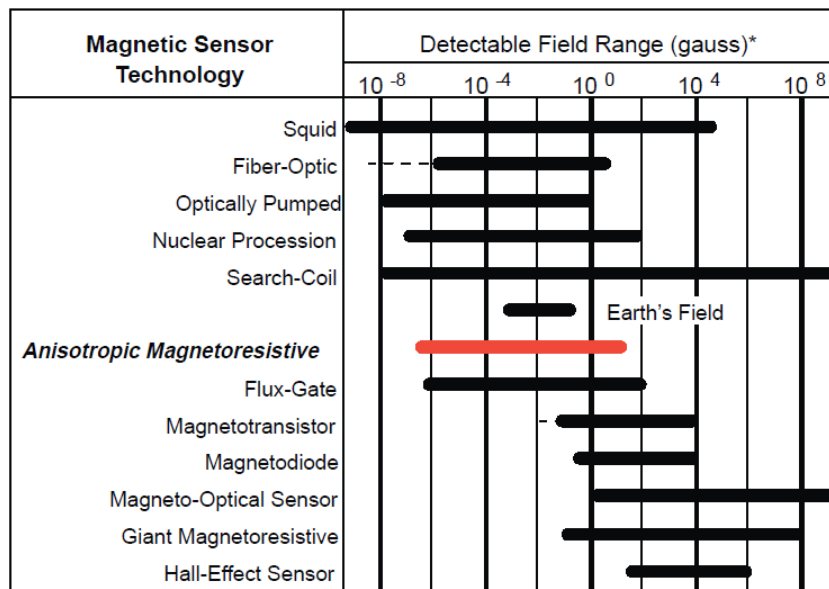 Magnetic Sensor
Technology
Detectable Field Range (gauss)*
10 -8 10 -4 10 0 10 4 10 8
Squid
Fiber-Optic
Optically Pumped
Nuclear Procession
Search-Coil
Earth's Field
Anisotropic Magnetoresistive
Flux-Gate
Magnetotransistor
Magnetodiode
Magneto-Optical Sensor
Giant Magnetoresistive
Hall-Effect Sensor